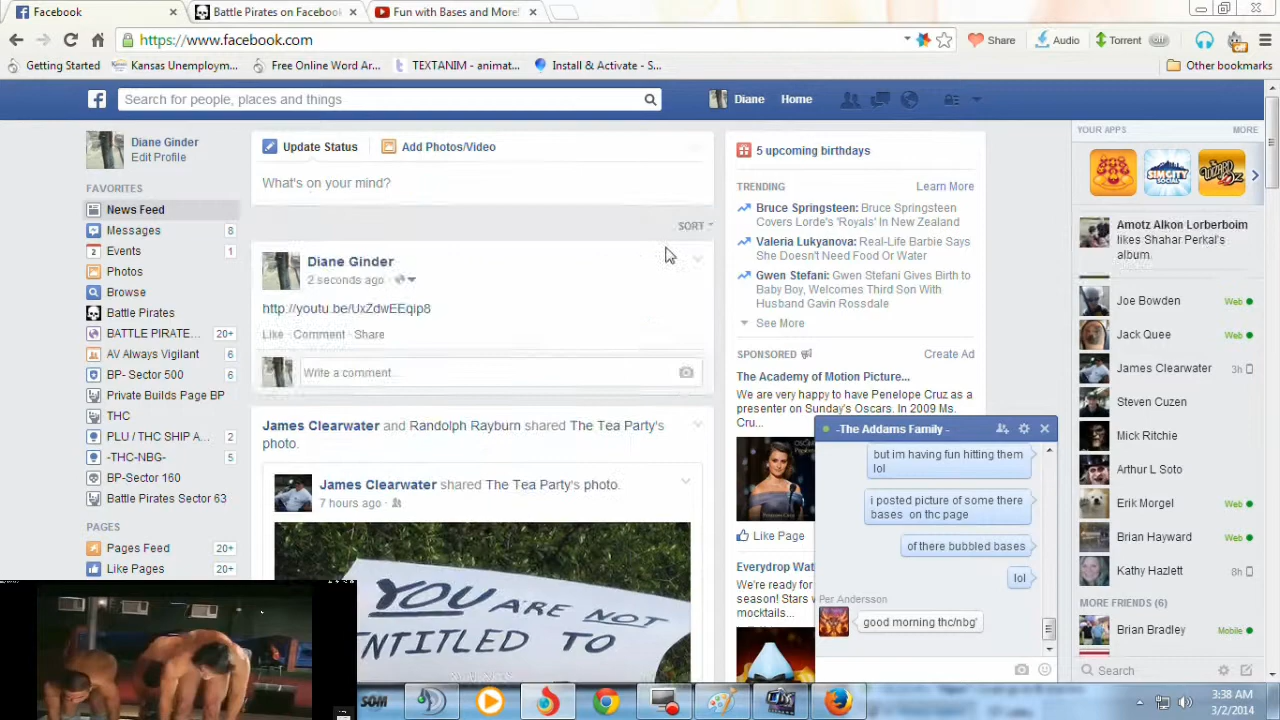 Facebook × Battle Pirates on Facebook × Fun with Bases and More! ×
https://www.facebook.com Share Audio Torrent
Getting Started Kansas Unemploym... Free Online Word Ar... TEXTANIM - animat... Install & Activate - S... Other bookmarks
Search for people, places and things
Diane Home
Diane Ginder
Edit Profile
FAVORITES
News Feed
Messages 8
Events 1
Photos
Browse
Battle Pirates
BATTLE PIRATE... 20+
AV Always Vigilant 6
BP- Sector 500 6
Private Builds Page BP
THC
PLU / THC SHIP A... 2
-THC-NBG- 5
BP-Sector 160
Battle Pirates Sector 63
PAGES
Pages Feed 20+
Like Pages 20+
Update Status Add Photos/Video
What's on your mind?
SORT
Diane Ginder
2 seconds ago
http://youtu.be/UxZdwEEqip8
Like Comment Share
Write a comment...
James Clearwater and Randolph Rayburn shared The Tea Party's
photo.
James Clearwater shared The Tea Party's photo.
7 hours ago
YOU ARE NOT
ENTITLED TO
5 upcoming birthdays
TRENDING Learn More
Bruce Springsteen: Bruce Springsteen
Covers Lorde's 'Royals' In New Zealand
Valeria Lukyanova: Real-Life Barbie Says
She Doesn't Need Food Or Water
Gwen Stefani: Gwen Stefani Gives Birth to
Baby Boy, Welcomes Third Son With
Husband Gavin Rossdale
See More
SPONSORED Create Ad
The Academy of Motion Picture...
We are very happy to have Penelope Cruz as a
presenter on Sunday's Oscars. In 2009 Ms.
Cru...
Like Page
Everydrop Wat
We're ready for
season! Stars
mocktails...
-The Addams Family -
but im having fun hitting them
lol
i posted picture of some there
bases on thc page
of there bubbled bases
lol
Per Andersson
good morning thc/nbg'
YOUR APPS MORE
SIMCITY
SOCIAL
WIZARD
OZ
Amotz Alkon Lorberboim
likes Shahar Perkal's
album.
Joe Bowden Web
Jack Quee Web
James Clearwater 3h
Steven Cuzen
Mick Ritchie
Arthur L Soto
Erik Morgel Web
Brian Hayward Web
Kathy Hazlett 8h
MORE FRIENDS (6)
Brian Bradley Mobile
Search
SOM
3:38 AM
3/2/2014